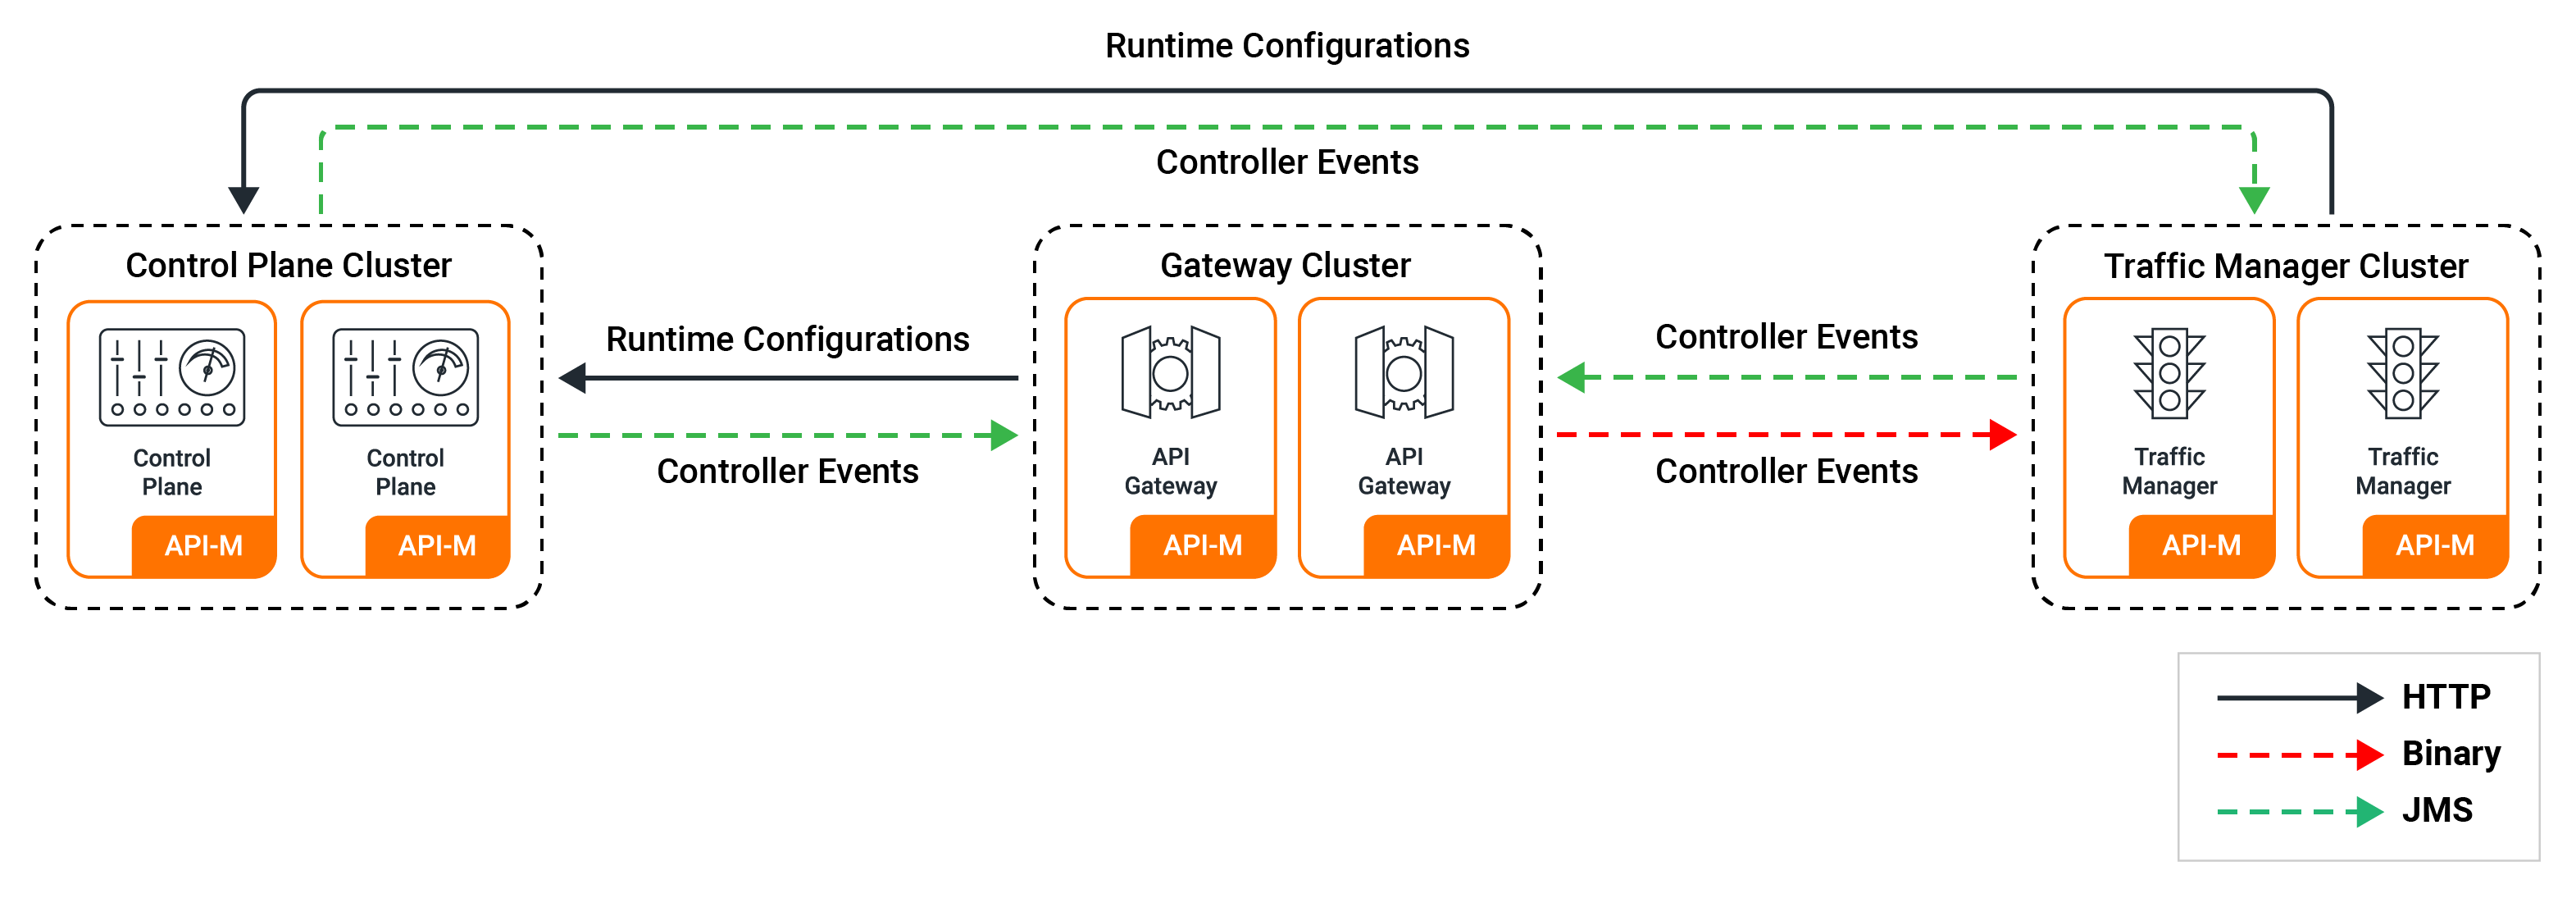 Runtime Configurations
Controller Events
Control Plane Cluster
Control
Plane
API-M
Control
Plane
API-M
Runtime Configurations
Controller Events
Gateway Cluster
API
Gateway
API-M
API
Gateway
API-M
Controller Events
Controller Events
Traffic Manager Cluster
Traffic
Manager
API-M
Traffic
Manager
API-M
HTTP
Binary
JMS